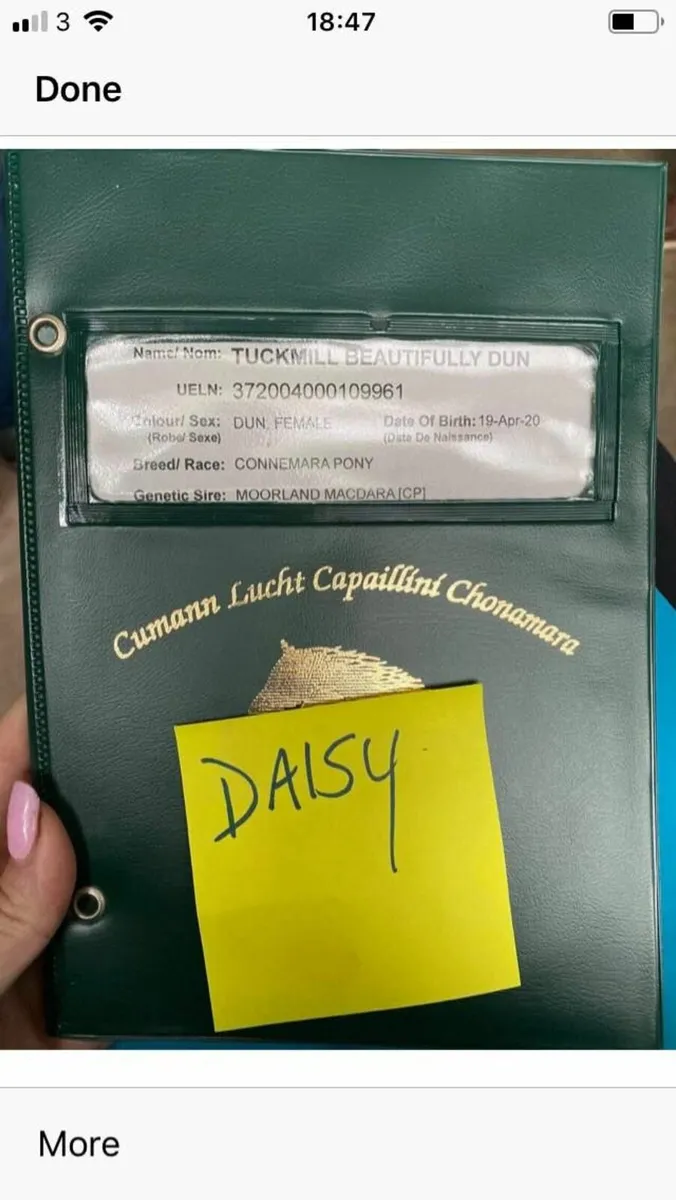 3 18:47
Done
Name/ Nom: TUCKMILL BEAUTIFULLY DUN
UELN: 372004000109961
Colour/ Sex: DUN, FEMALE Date Of Birth: 19-Apr-20
(Robe/ Sexe) (Date De Naissance)
Breed/ Race: CONNEMARA PONY
Genetic Sire: MOORLAND MACDARA [CP]
Cumann Lucht Capaillíní Chonamara
DAISY
More